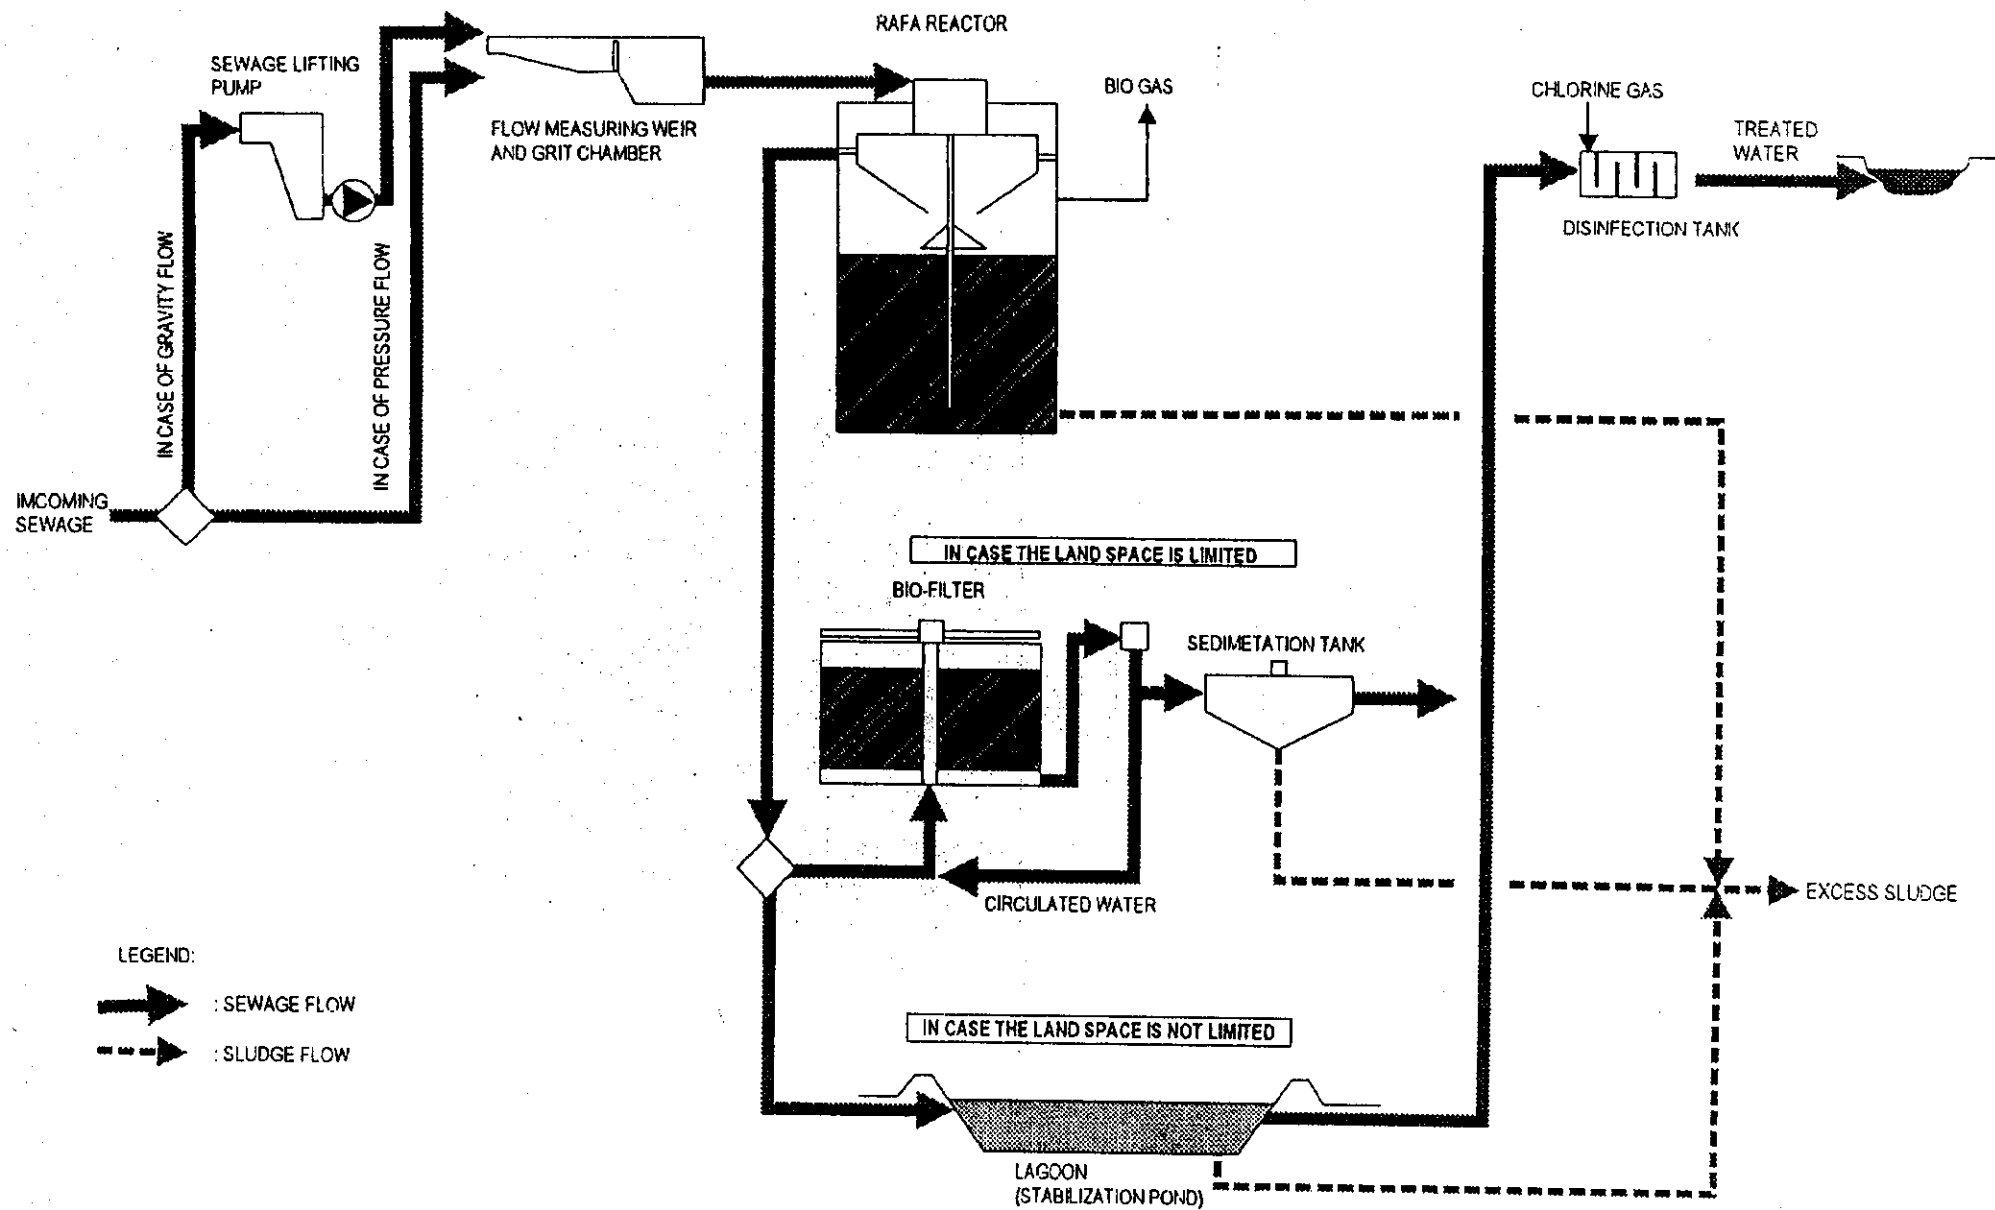 RAFA REACTOR
SEWAGE LIFTING
PUMP
BIO GAS
CHLORINE GAS
FLOW MEASURING WEIR
AND GRIT CHAMBER
TREATED
WATER
DISINFECTION TANK
IN CASE OF GRAVITY FLOW
IN CASE OF PRESSURE FLOW
IMCOMING
SEWAGE
IN CASE THE LAND SPACE IS LIMITED
BIO-FILTER
SEDIMETATION TANK
CIRCULATED WATER
EXCESS SLUDGE
LEGEND:
: SEWAGE FLOW
: SLUDGE FLOW
IN CASE THE LAND SPACE IS NOT LIMITED
LAGOON
(STABILIZATION POND)